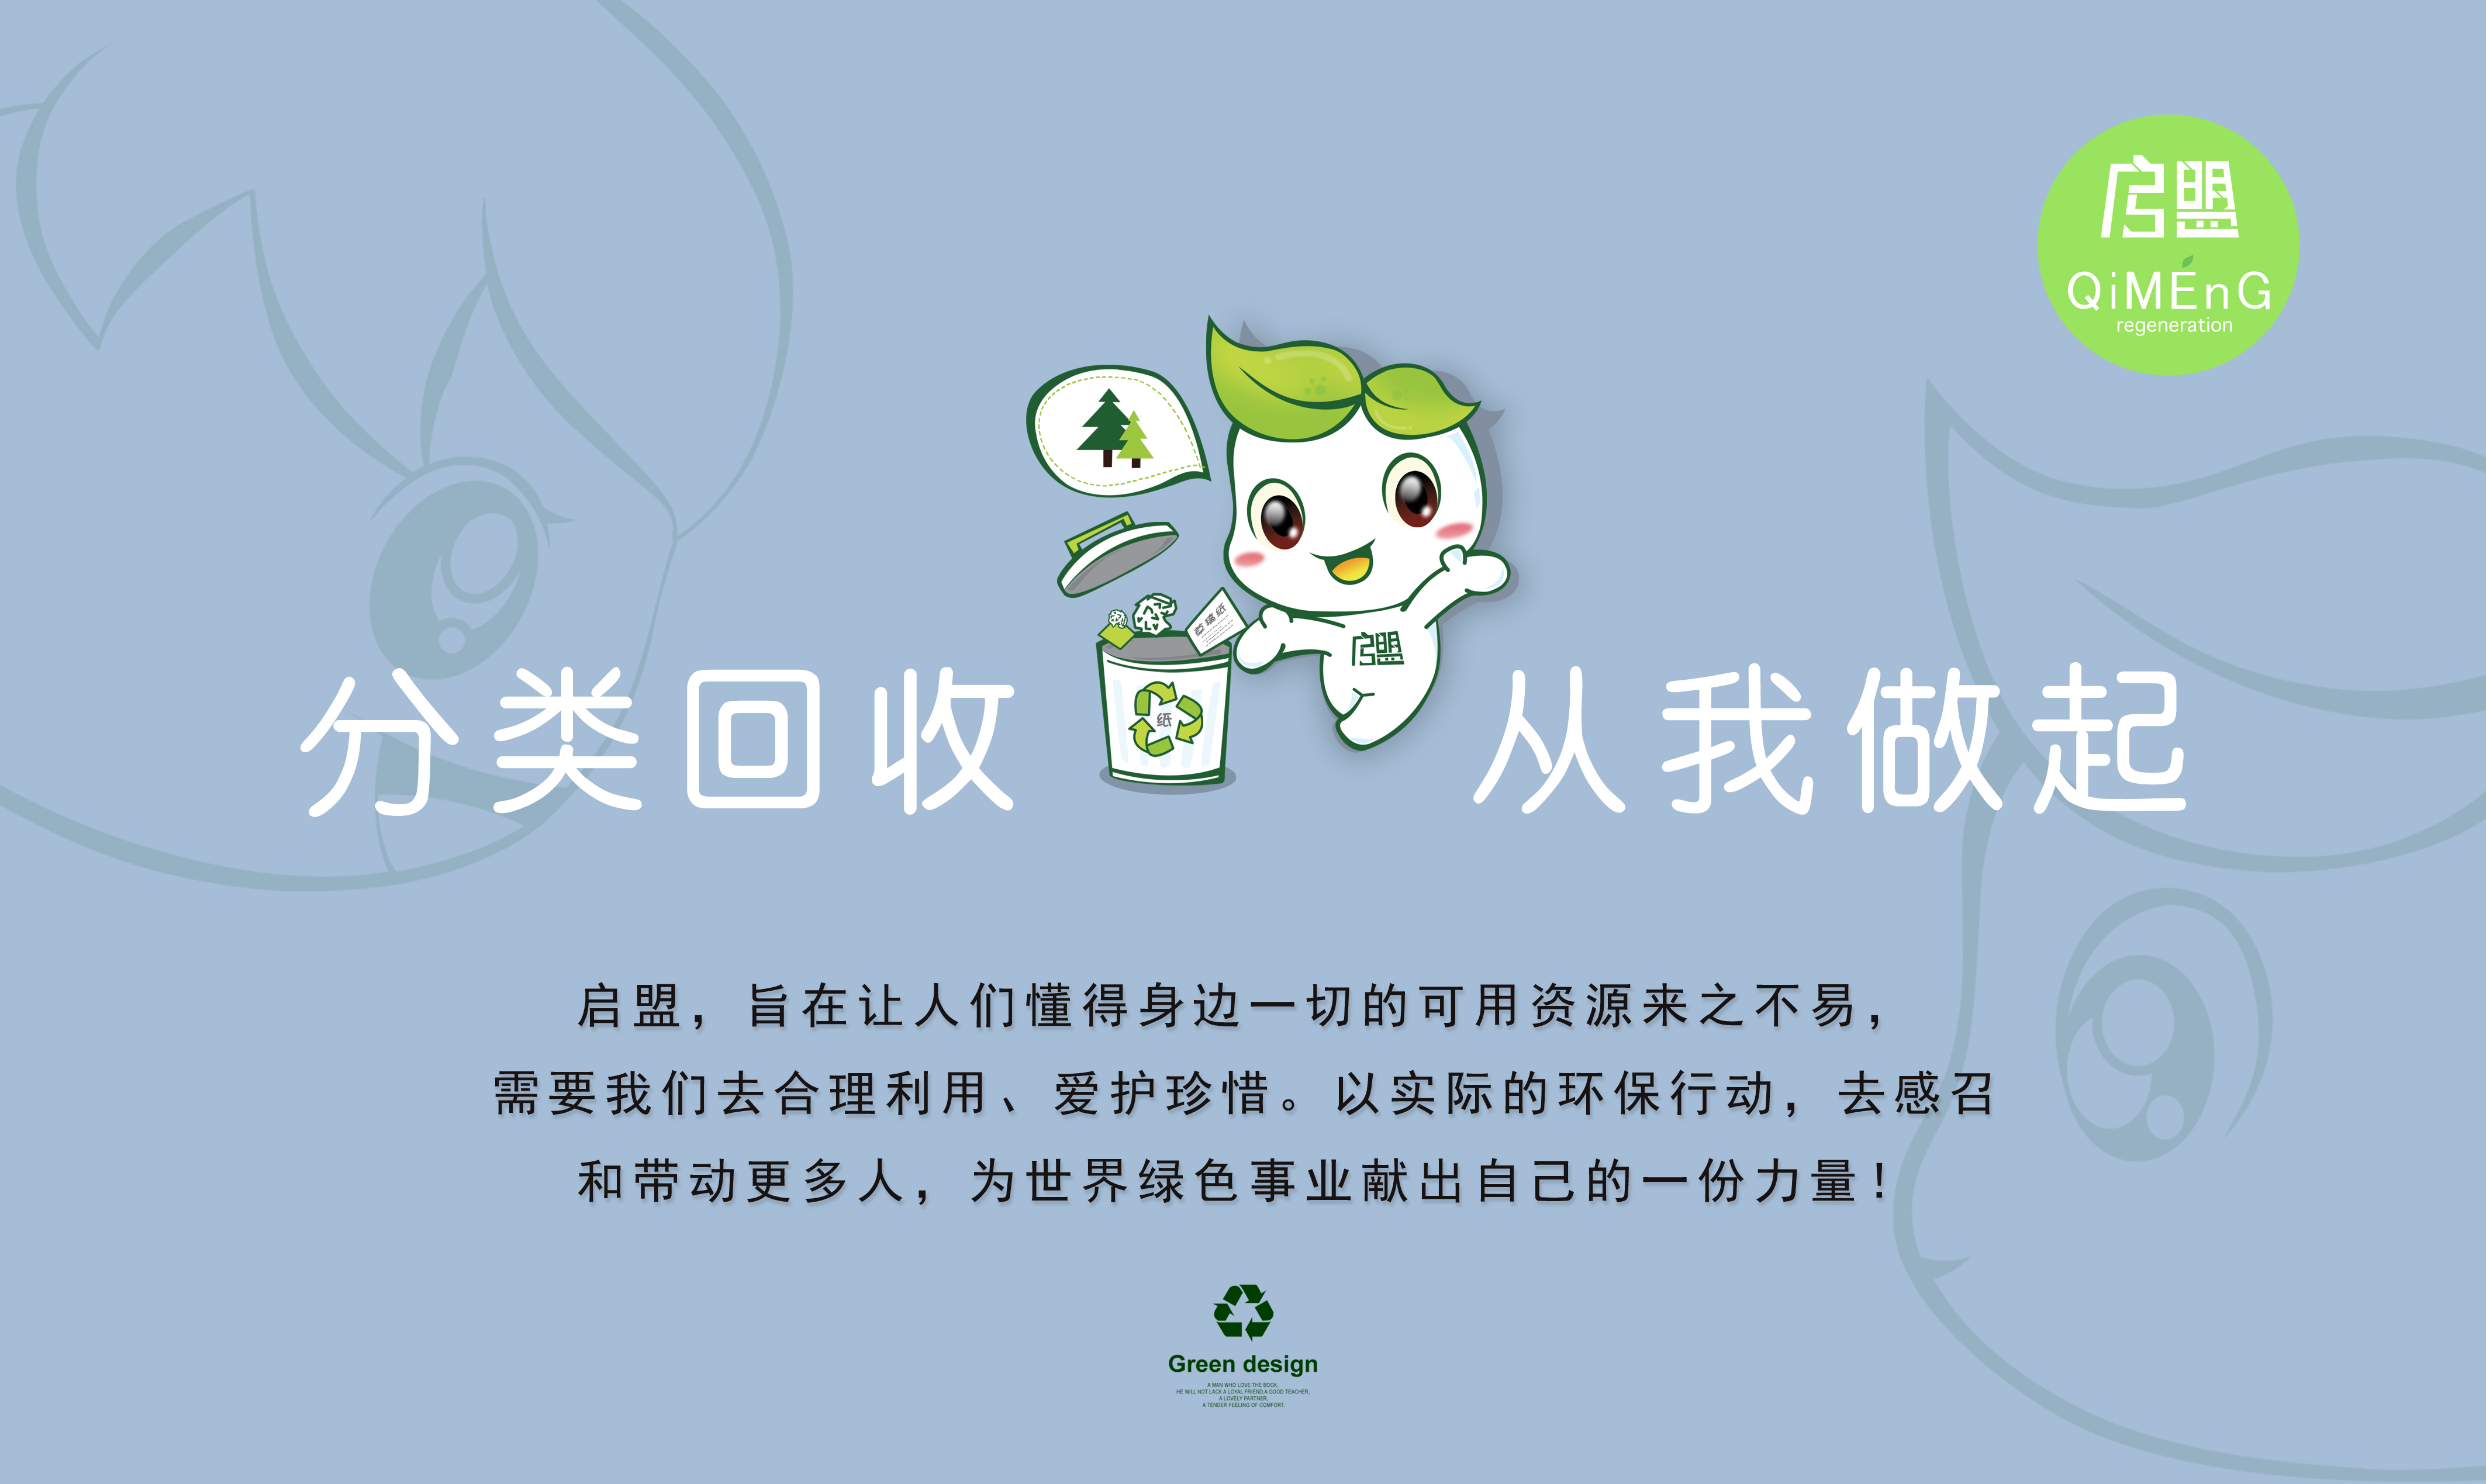 启盟
QiMEnG
regeneration
启盟
纸
分类回收 从我做起
启盟，旨在让人们懂得身边一切的可用资源来之不易，
需要我们去合理利用、爱护珍惜。以实际的环保行动，去感召
和带动更多人，为世界绿色事业献出自己的一份力量！
Green design
A MAN WHO LOVE THE BOOK,
HE WILL NOT LACK A LOYAL FRIEND,A GOOD TEACHER,
A LOVELY PARTNER,
A TENDER FEELING OF COMFORT.